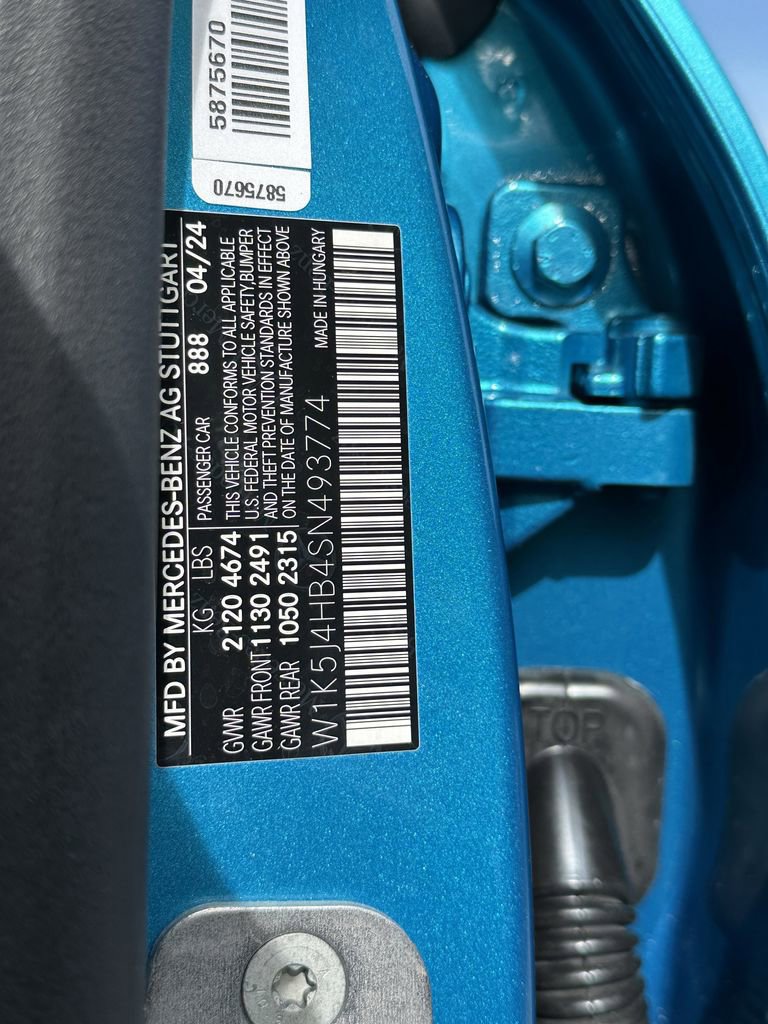 5875670
5875670
MFD BY MERCEDES-BENZ AG STUTTGART
KG LBS PASSENGER CAR 888 04/24
GWR 2120 4674
GAWR FRONT 1130 2491
GAWR REAR 1050 2315
THIS VEHICLE CONFORMS TO ALL APPLICABLE
U.S. FEDERAL MOTOR VEHICLE SAFETY,BUMPER
AND THEFT PREVENTION STANDARDS IN EFFECT
ON THE DATE OF MANUFACTURE SHOWN ABOVE
W1K5J4HB4SN493774 MADE IN HUNGARY
TOP